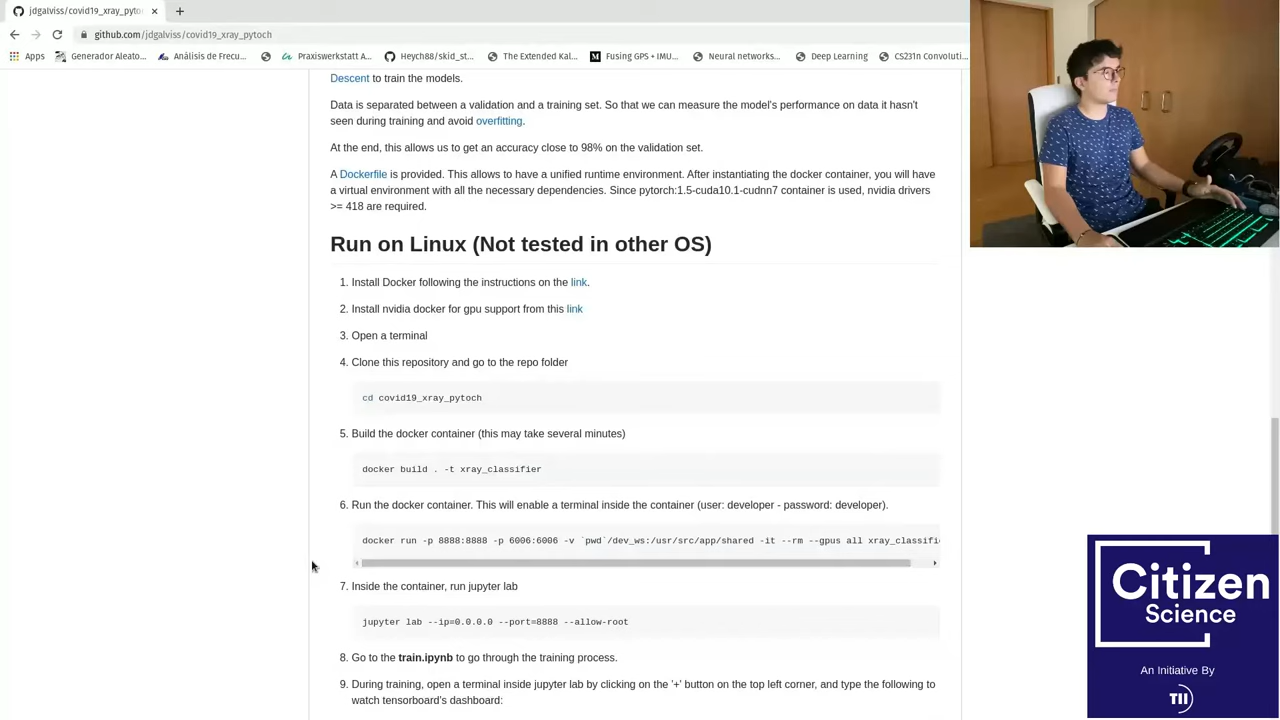 jdgalviss/covid19_xray_pyto
github.com/jdgalviss/covid19_xray_pytoch
Apps
Generador Aleato...
Análisis de Frecu...
Praxiswerkstatt A...
Heych88/skid_st...
The Extended Kal...
Fusing GPS + IMU...
Neural networks...
Deep Learning
CS231n Convoluti...
Descent to train the models.
Data is separated between a validation and a training set. So that we can measure the model's performance on data it hasn't
seen during training and avoid overfitting.
At the end, this allows us to get an accuracy close to 98% on the validation set.
A Dockerfile is provided. This allows to have a unified runtime environment. After instantiating the docker container, you will have
a virtual environment with all the necessary dependencies. Since pytorch:1.5-cuda10.1-cudnn7 container is used, nvidia drivers
>= 418 are required.
Run on Linux (Not tested in other OS)
1. Install Docker following the instructions on the link.
2. Install nvidia docker for gpu support from this link
3. Open a terminal
4. Clone this repository and go to the repo folder
cd covid19_xray_pytoch
5. Build the docker container (this may take several minutes)
docker build . -t xray_classifier
6. Run the docker container. This will enable a terminal inside the container (user: developer - password: developer).
docker run -p 8888:8888 -p 6006:6006 -v `pwd`/dev_ws:/usr/src/app/shared -it --rm --gpus all xray_classifi
7. Inside the container, run jupyter lab
jupyter lab --ip=0.0.0.0 --port=8888 --allow-root
8. Go to the train.ipynb to go through the training process.
9. During training, open a terminal inside jupyter lab by clicking on the '+' button on the top left corner, and type the following to
watch tensorboard's dashboard:
Citizen
Science
An Initiative By
TII